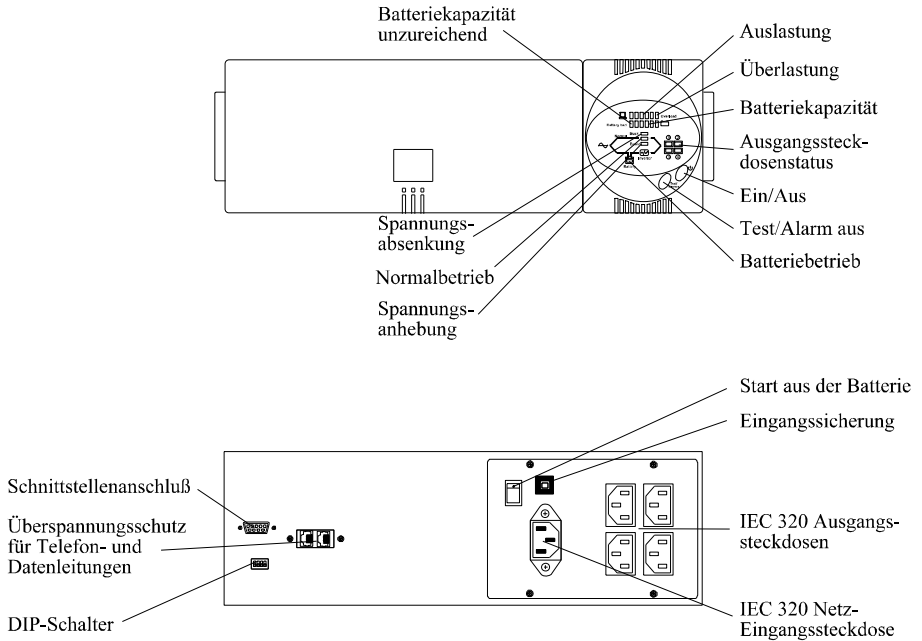 Batteriekapazität
unzureichend
Auslastung
Überlastung
Batteriekapazität
Ausgangssteck-
dosenstatus
Ein/Aus
Test/Alarm aus
Batteriebetrieb
Spannungs-
absenkung
Normalbetrieb
Spannungs-
anhebung
Overload
Start aus der Batterie
Eingangssicherung
Schnittstellenanschluß
Überspannungsschutz
für Telefon- und
Datenleitungen
DIP-Schalter
IEC 320 Ausgangs-
steckdosen
IEC 320 Netz-
Eingangssteckdose